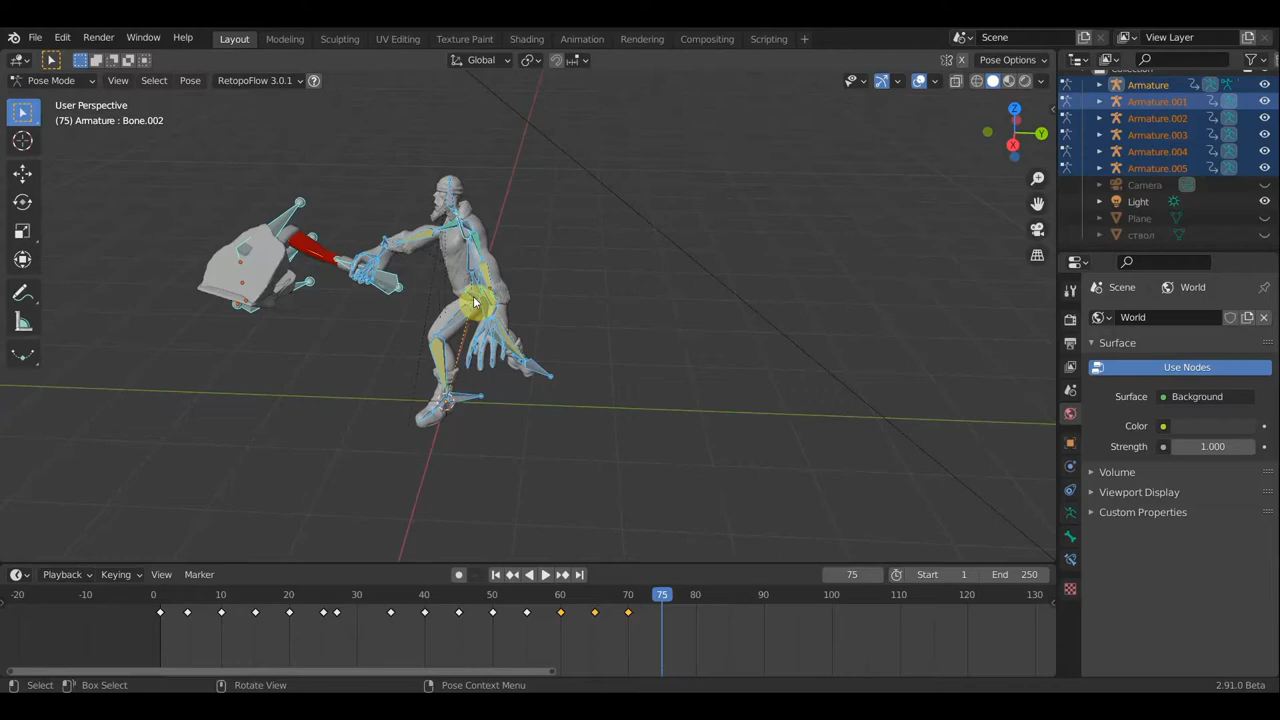 File Edit Render Window Help Layout Modeling Sculpting UV Editing Texture Paint Shading Animation Rendering Compositing Scripting + Scene View Layer
Global Pose Options
Pose Mode View Select Pose RetopoFlow 3.0.1 ?
User Perspective
(75) Armature : Bone.002
Z
Y
X
Armature
Armature.001
Armature.002
Armature.003
Armature.004
Armature.005
Camera
Light
Plane
ствол
Scene World
World
Surface
Use Nodes
Surface Background
Color
Strength 1.000
Volume
Viewport Display
Custom Properties
Playback Keying View Marker 75 Start 1 End 250
-20 -10 0 10 20 30 40 50 60 70 75 80 90 100 110 120 130
Select Box Select Rotate View Pose Context Menu 2.91.0 Beta